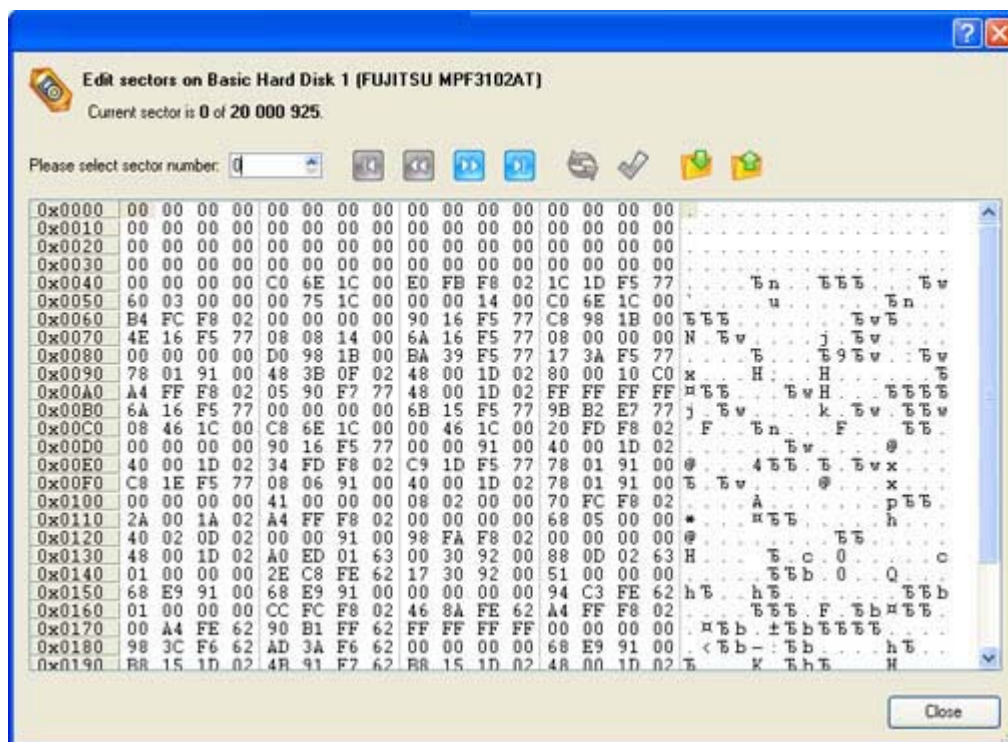 Edit sectors on Basic Hard Disk 1 (FUJITSU MPF3102AT)
Current sector is 0 of 20 000 925.
Please select sector number: 0
0x0000 00 00 00 00 00 00 00 00 00 00 00 00 00 00 00 00
0x0010 00 00 00 00 00 00 00 00 00 00 00 00 00 00 00 00
0x0020 00 00 00 00 00 00 00 00 00 00 00 00 00 00 00 00
0x0030 00 00 00 00 00 00 00 00 00 00 00 00 00 00 00 00
0x0040 00 00 00 00 C0 6E 1C 00 E0 FB F8 02 1C 1D F5 77
0x0050 60 03 00 00 00 75 1C 00 00 00 14 00 C0 6E 1C 00
0x0060 B4 FC F8 02 00 00 00 00 90 16 F5 77 C8 98 1B 00
0x0070 4E 16 F5 77 08 08 14 00 6A 16 F5 77 08 00 00 00
0x0080 00 00 00 00 D0 98 1B 00 BA 39 F5 77 17 3A F5 77
0x0090 78 01 91 00 48 3B 0F 02 48 00 1D 02 80 00 10 C0
0x00A0 A4 FF F8 02 05 90 F7 77 48 00 1D 02 FF FF FF FF
0x00B0 6A 16 F5 77 00 00 00 00 6B 15 F5 77 9B B2 E7 77
0x00C0 08 46 1C 00 C8 6E 1C 00 00 46 1C 00 20 FD F8 02
0x00D0 00 00 00 00 90 16 F5 77 00 00 91 00 40 00 1D 02
0x00E0 40 00 1D 02 34 FD F8 02 C9 1D F5 77 78 01 91 00
0x00F0 C8 1E F5 77 08 06 91 00 40 00 1D 02 78 01 91 00
0x0100 00 00 00 00 41 00 00 00 08 02 00 00 70 FC F8 02
0x0110 2A 00 1A 02 A4 FF F8 02 00 00 00 00 68 05 00 00
0x0120 40 02 0D 02 00 00 91 00 98 FA F8 02 00 00 00 00
0x0130 48 00 1D 02 A0 ED 01 63 00 30 92 00 88 0D 02 63
0x0140 01 00 00 00 2E C8 FE 62 17 30 92 00 51 00 00 00
0x0150 68 E9 91 00 68 E9 91 00 00 00 00 00 94 C3 FE 62
0x0160 01 00 00 00 CC FC F8 02 46 8A FE 62 A4 FF F8 02
0x0170 00 A4 FE 62 90 B1 FF 62 FF FF FF FF 00 00 00 00
0x0180 98 3C F6 62 AD 3A F6 62 00 00 00 00 68 E9 91 00
0x0190 B8 15 1D 02 4B 91 F7 62 B8 15 1D 02 48 00 1D 02
Close